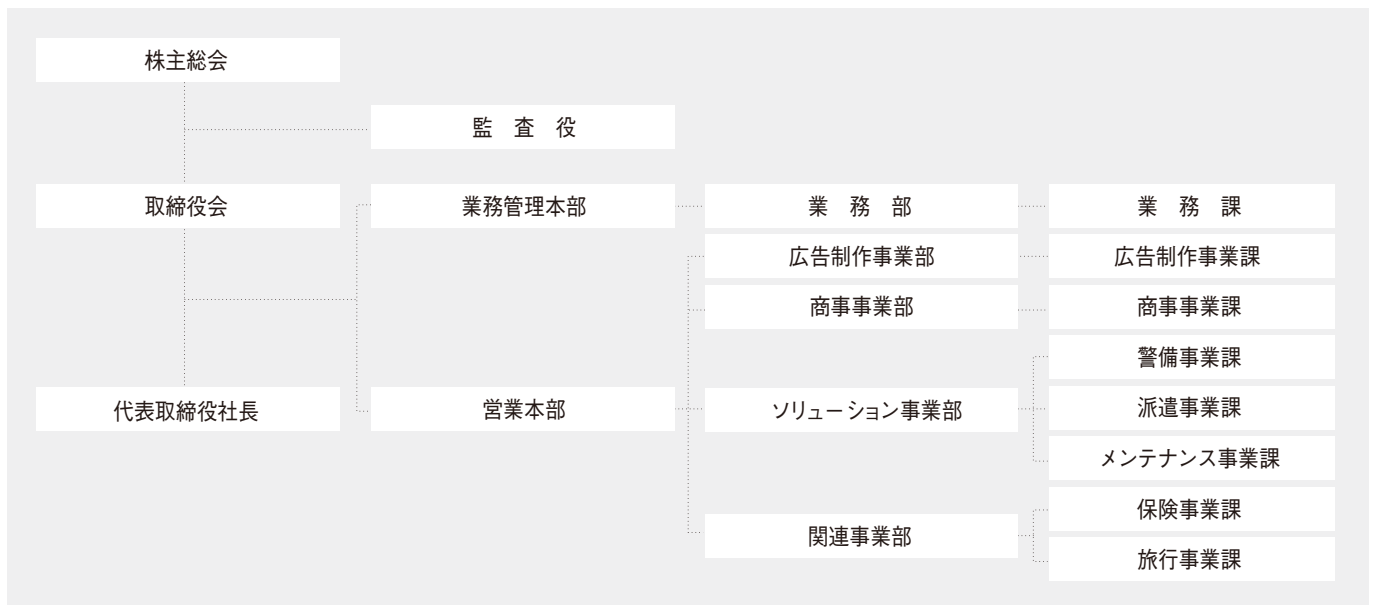 株主総会
監　査　役
取締役会
業務管理本部
業　務　部
業　務　課
広告制作事業部
広告制作事業課
商事事業部
商事事業課
警備事業課
代表取締役社長
営業本部
ソリューション事業部
派遣事業課
メンテナンス事業課
保険事業課
関連事業部
旅行事業課